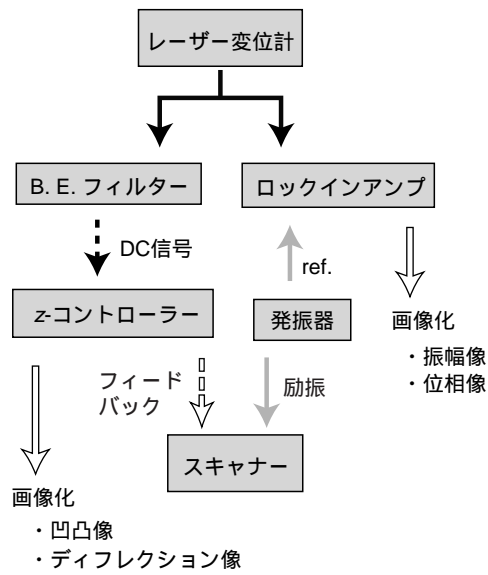 レーザー変位計
B. E. フィルター
ロックインアンプ
DC信号
ref.
z-コントローラー
発振器
画像化
・振幅像
・位相像
フィード
バック
励振
スキャナー
画像化
・凹凸像
・ディフレクション像